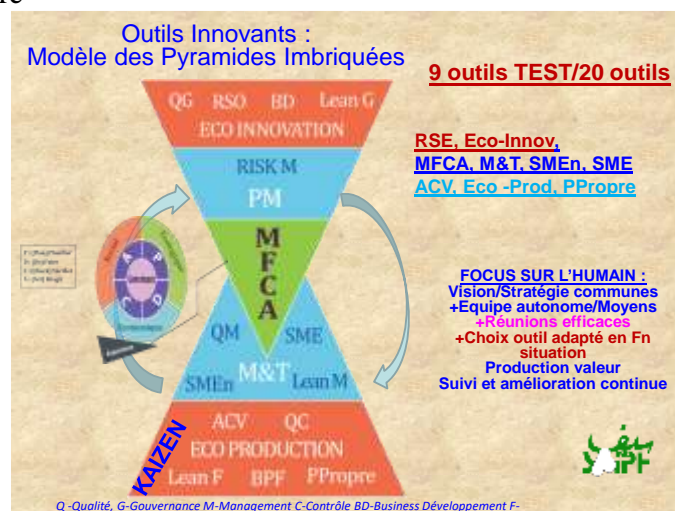 Outils Innovants :
Modèle des Pyramides Imbriquées
9 outils TEST/20 outils
QG RSO BD Lean G
ECO INNOVATION
RISK M
PM
MFCA
QM SME
M&T
SMEn Lean M
ACV QC
ECO PRODUCTION
Lean F BPF PPropre
KAIZEN
A P
D C
RSE, Eco-Innov,
MFCA, M&T, SMEn, SME
ACV, Eco -Prod, PPropre
FOCUS SUR L'HUMAIN :
Vision/Stratégie communes
+Equipe autonome/Moyens
+Réunions efficaces
+Choix outil adapté en Fn
situation
Production valeur
Suivi et amélioration continue
Q -Qualité, G-Gouvernance M-Management C-Contrôle BD-Business Développement F-